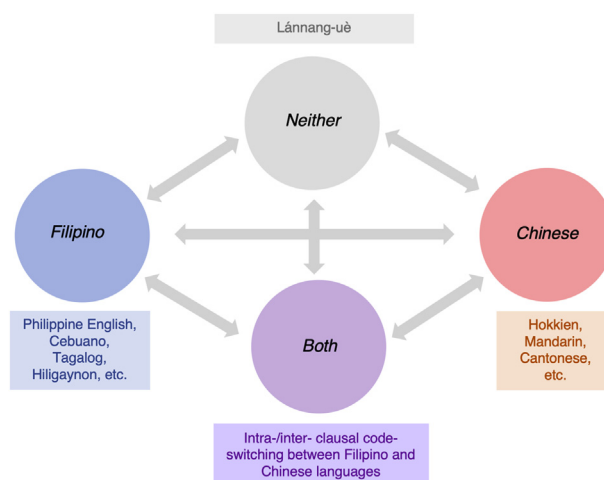 Lánnang-uè
Neither
Filipino
Chinese
Philippine English,
Cebuano,
Tagalog,
Hiligaynon, etc.
Both
Hokkien,
Mandarin,
Cantonese,
etc.
Intra-/inter- clausal code-
switching between Filipino and
Chinese languages